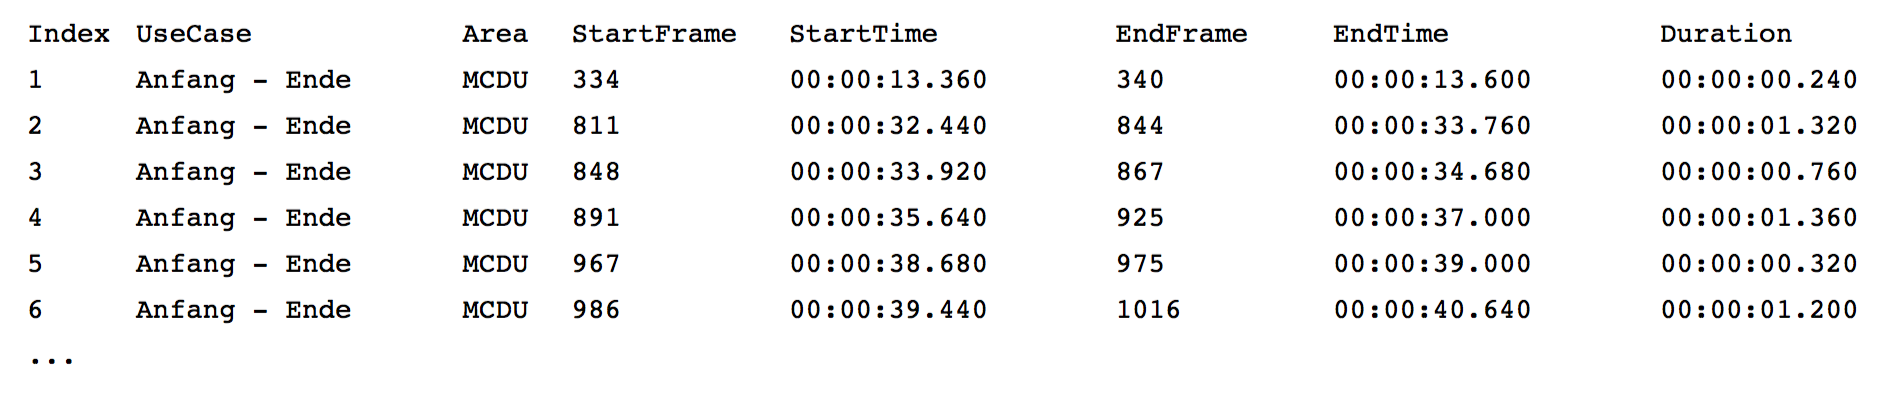 Index UseCase Area StartFrame StartTime EndFrame EndTime Duration
1 Anfang - Ende MCDU 334 00:00:13.360 340 00:00:13.600 00:00:00.240
2 Anfang - Ende MCDU 811 00:00:32.440 844 00:00:33.760 00:00:01.320
3 Anfang - Ende MCDU 848 00:00:33.920 867 00:00:34.680 00:00:00.760
4 Anfang - Ende MCDU 891 00:00:35.640 925 00:00:37.000 00:00:01.360
5 Anfang - Ende MCDU 967 00:00:38.680 975 00:00:39.000 00:00:00.320
6 Anfang - Ende MCDU 986 00:00:39.440 1016 00:00:40.640 00:00:01.200
...